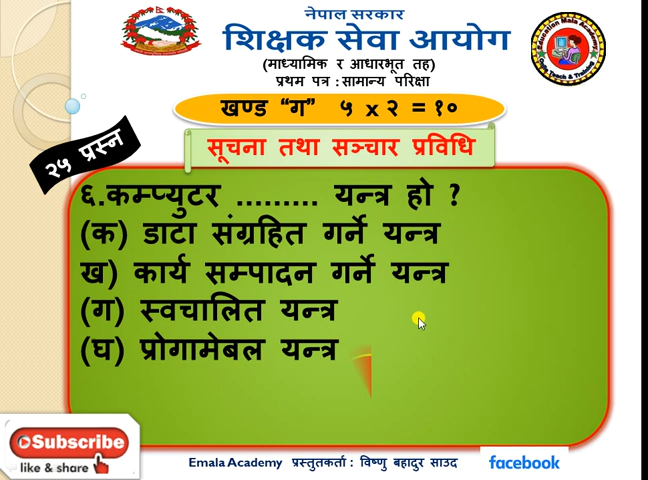 नेपाल सरकार
शिक्षक सेवा आयोग
(माध्यामिक र आधारभूत तह)
प्रथम पत्र : सामान्य परिक्षा
खण्ड “ग” ५ x २ = १०
२५ प्रस्न
सूचना तथा सञ्चार प्रविधि
६.कम्प्युटर ......... यन्त्र हो ?
(क) डाटा संग्रहित गर्ने यन्त्र
ख) कार्य सम्पादन गर्ने यन्त्र
(ग) स्वचालित यन्त्र
(घ) प्रोगामेबल यन्त्र
Subscribe
like & share
Emala Academy प्रस्तुतकर्ता : विष्णु बहादुर साउद
facebook